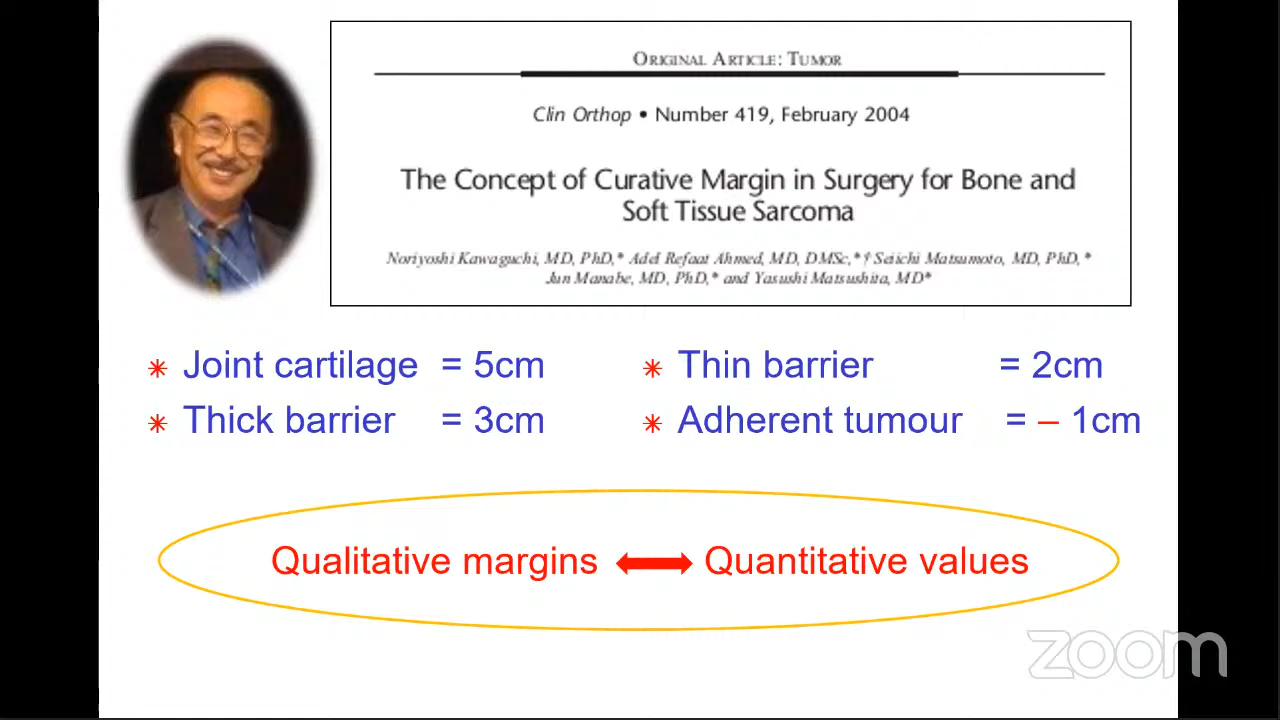 ORIGINAL ARTICLE: TUMOR
Clin Orthop • Number 419, February 2004
The Concept of Curative Margin in Surgery for Bone and
Soft Tissue Sarcoma
Noriyoshi Kawaguchi, MD, PhD,* Adel Refaat Ahmed, MD, DMSc,*† Seiichi Matsumoto, MD, PhD,*
Jun Manabe, MD, PhD,* and Yasushi Matsushita, MD*
✳ Joint cartilage = 5cm
✳ Thick barrier = 3cm
✳ Thin barrier = 2cm
✳ Adherent tumour = – 1cm
Qualitative margins ↔ Quantitative values
zoom